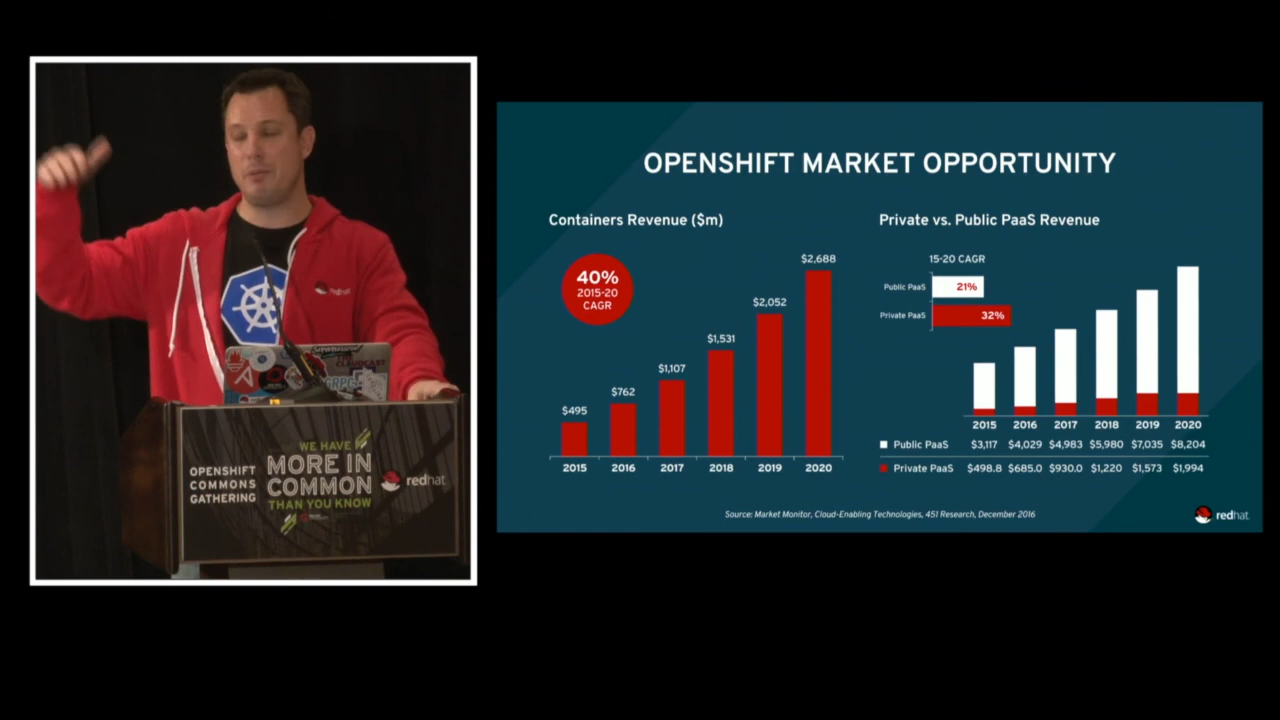 redhat
CLOUDCAST
GRPC
WE HAVE
OPENSHIFT
COMMONS
GATHERING
MORE IN
COMMON
THAN YOU KNOW
redhat
OPENSHIFT MARKET OPPORTUNITY
Containers Revenue ($m)
40%
2015-20
CAGR
$495
$762
$1,107
$1,531
$2,052
$2,688
2015 2016 2017 2018 2019 2020
Private vs. Public PaaS Revenue
15-20 CAGR
Public PaaS 21%
Private PaaS 32%
2015 2016 2017 2018 2019 2020
Public PaaS $3,117 $4,029 $4,983 $5,980 $7,035 $8,204
Private PaaS $498.8 $685.0 $930.0 $1,220 $1,573 $1,994
Source: Market Monitor, Cloud-Enabling Technologies, 451 Research, December 2016
redhat.